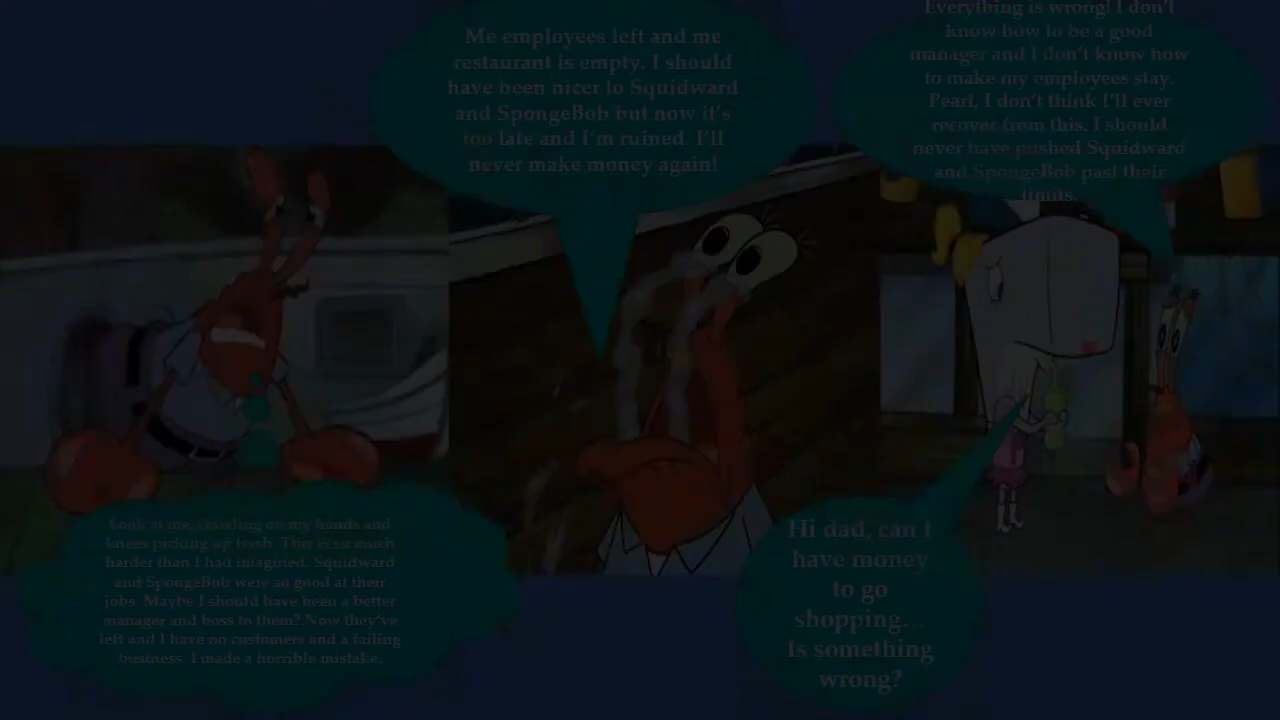 Look at me, crawling on my hands and
knees picking up trash. This is so much
harder than I had imagined. Squidward
and SpongeBob were so good at their
jobs. Maybe I should have been a better
manager and boss to them? Now they've
left and I have no customers and a failing
business. I made a horrible mistake.
Me employees left and me
restaurant is empty. I should
have been nicer to Squidward
and SpongeBob but now it's
too late and I'm ruined. I'll
never make money again!
Hi dad, can I
have money
to go
shopping…
Is something
wrong?
Everything is wrong! I don't
know how to be a good
manager and I don't know how
to make my employees stay.
Pearl, I don't think I'll ever
recover from this. I should
never have pushed Squidward
and SpongeBob past their
limits.